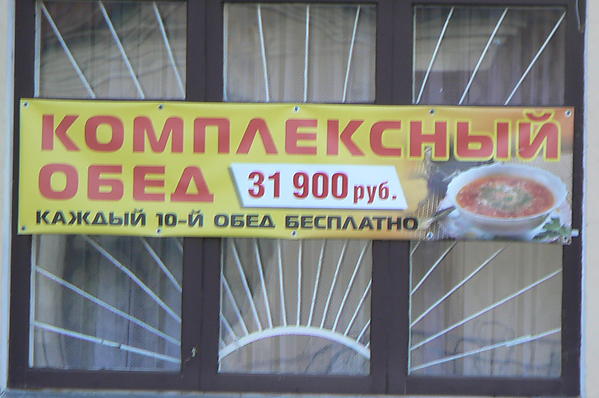 КОМПЛЕКСНЫЙ
ОБЕД 31 900 руб.
КАЖДЫЙ 10-Й ОБЕД БЕСПЛАТНО